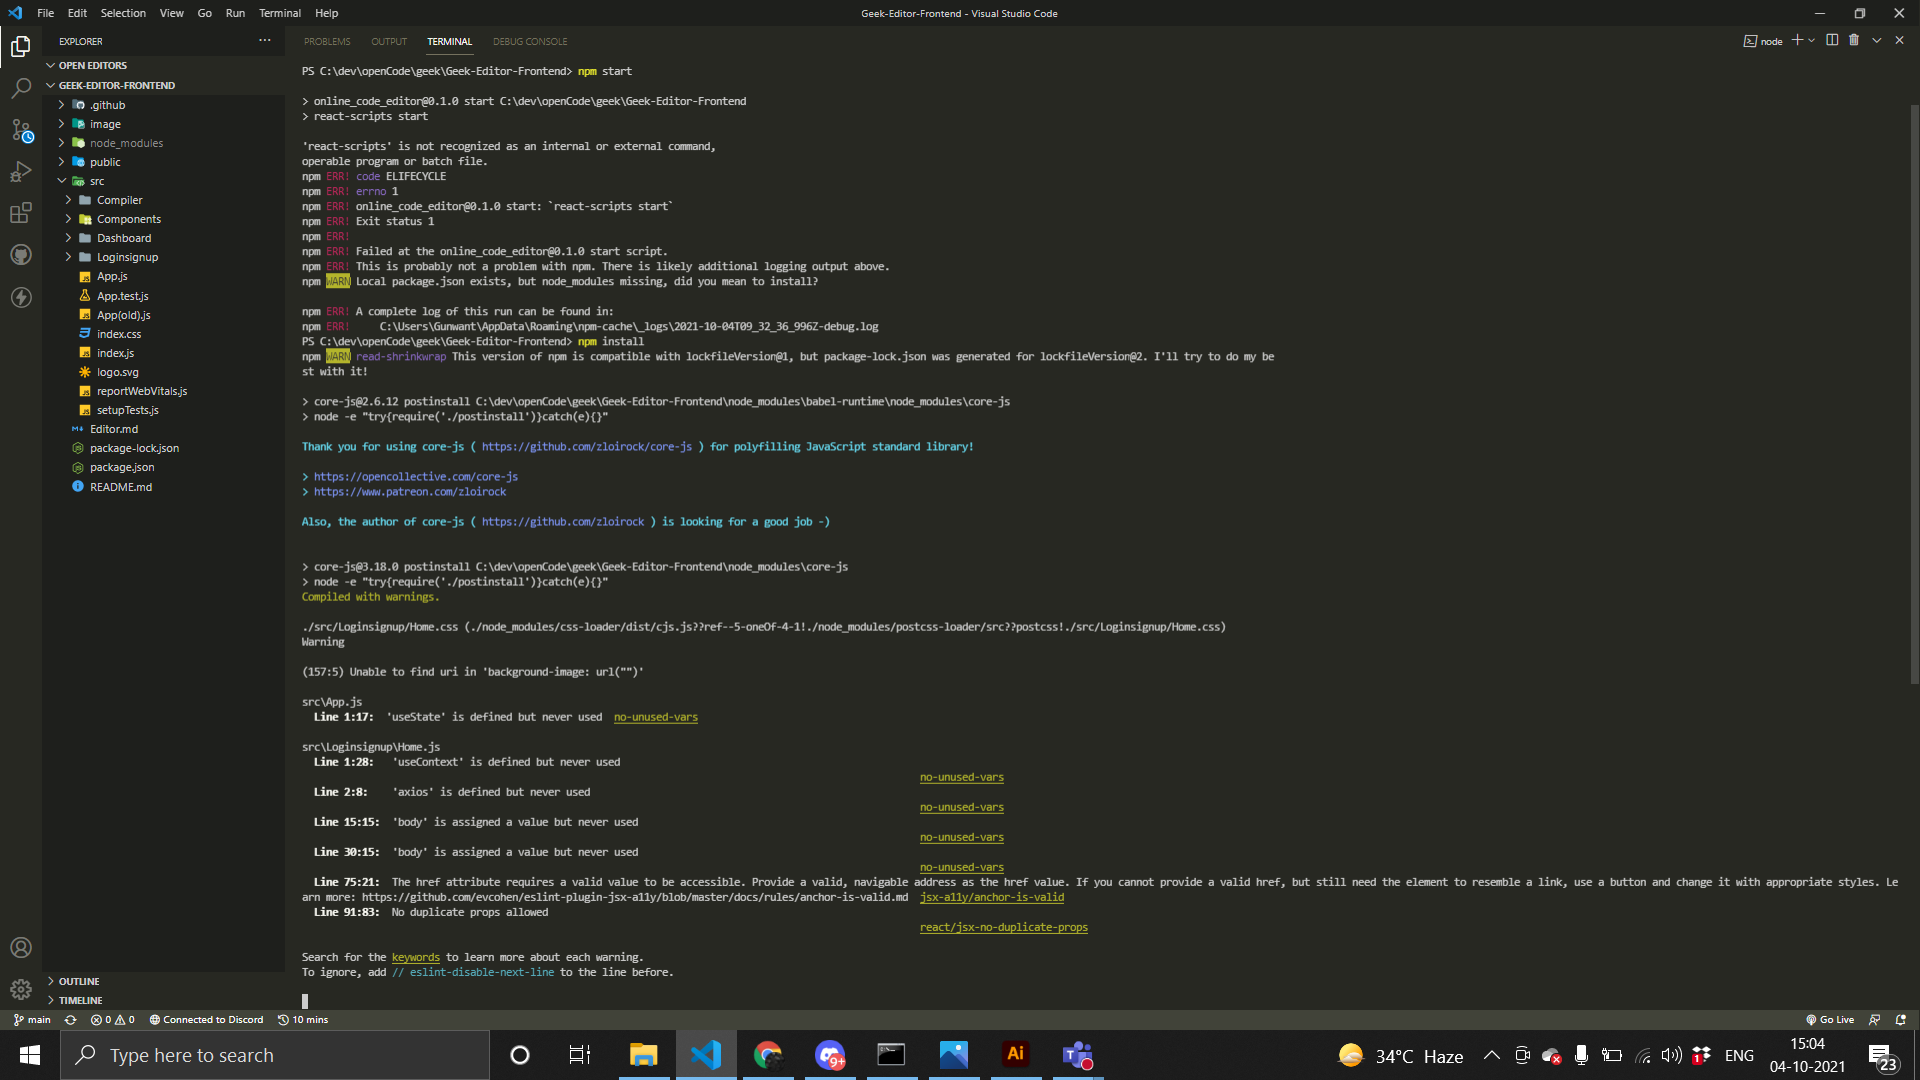 File Edit Selection View Go Run Terminal Help
Geek-Editor-Frontend - Visual Studio Code
EXPLORER
OPEN EDITORS
GEEK-EDITOR-FRONTEND
.github
image
node_modules
public
src
Compiler
Components
Dashboard
Loginsignup
App.js
App.test.js
App(old).js
index.css
index.js
logo.svg
reportWebVitals.js
setupTests.js
Editor.md
package-lock.json
package.json
README.md
OUTLINE
TIMELINE
PROBLEMS OUTPUT TERMINAL DEBUG CONSOLE
node
PS C:\dev\openCode\geek\Geek-Editor-Frontend> npm start
> online_code_editor@0.1.0 start C:\dev\openCode\geek\Geek-Editor-Frontend
> react-scripts start
'react-scripts' is not recognized as an internal or external command,
operable program or batch file.
npm ERR! code ELIFECYCLE
npm ERR! errno 1
npm ERR! online_code_editor@0.1.0 start: `react-scripts start`
npm ERR! Exit status 1
npm ERR!
npm ERR! Failed at the online_code_editor@0.1.0 start script.
npm ERR! This is probably not a problem with npm. There is likely additional logging output above.
npm WARN Local package.json exists, but node_modules missing, did you mean to install?
npm ERR! A complete log of this run can be found in:
npm ERR!     C:\Users\Gunwant\AppData\Roaming\npm-cache\_logs\2021-10-04T09_32_36_996Z-debug.log
PS C:\dev\openCode\geek\Geek-Editor-Frontend> npm install
npm WARN read-shrinkwrap This version of npm is compatible with lockfileVersion@1, but package-lock.json was generated for lockfileVersion@2. I'll try to do my be
st with it!
> core-js@2.6.12 postinstall C:\dev\openCode\geek\Geek-Editor-Frontend\node_modules\babel-runtime\node_modules\core-js
> node -e "try{require('./postinstall')}catch(e){}"
Thank you for using core-js ( https://github.com/zloirock/core-js ) for polyfilling JavaScript standard library!
> https://opencollective.com/core-js
> https://www.patreon.com/zloirock
Also, the author of core-js ( https://github.com/zloirock ) is looking for a good job -)
> core-js@3.18.0 postinstall C:\dev\openCode\geek\Geek-Editor-Frontend\node_modules\core-js
> node -e "try{require('./postinstall')}catch(e){}"
Compiled with warnings.
./src/Loginsignup/Home.css (./node_modules/css-loader/dist/cjs.js??ref--5-oneOf-4-1!./node_modules/postcss-loader/src??postcss!./src/Loginsignup/Home.css)
Warning
(157:5) Unable to find uri in 'background-image: url("")'
src\App.js
Line 1:17:  'useState' is defined but never used  no-unused-vars
src\Loginsignup\Home.js
Line 1:28:   'useContext' is defined but never used
no-unused-vars
Line 2:8:    'axios' is defined but never used
no-unused-vars
Line 15:15:  'body' is assigned a value but never used
no-unused-vars
Line 30:15:  'body' is assigned a value but never used
no-unused-vars
Line 75:21:  The href attribute requires a valid value to be accessible. Provide a valid, navigable address as the href value. If you cannot provide a valid href, but still need the element to resemble a link, use a button and change it with appropriate styles. Le
arn more: https://github.com/evcohen/eslint-plugin-jsx-a11y/blob/master/docs/rules/anchor-is-valid.md  jsx-a11y/anchor-is-valid
Line 91:83:  No duplicate props allowed
react/jsx-no-duplicate-props
Search for the keywords to learn more about each warning.
To ignore, add // eslint-disable-next-line to the line before.
main 0 0 Connected to Discord 10 mins
Go Live
Type here to search
9+
Ai
34°C Haze
1
ENG
15:04
04-10-2021
23